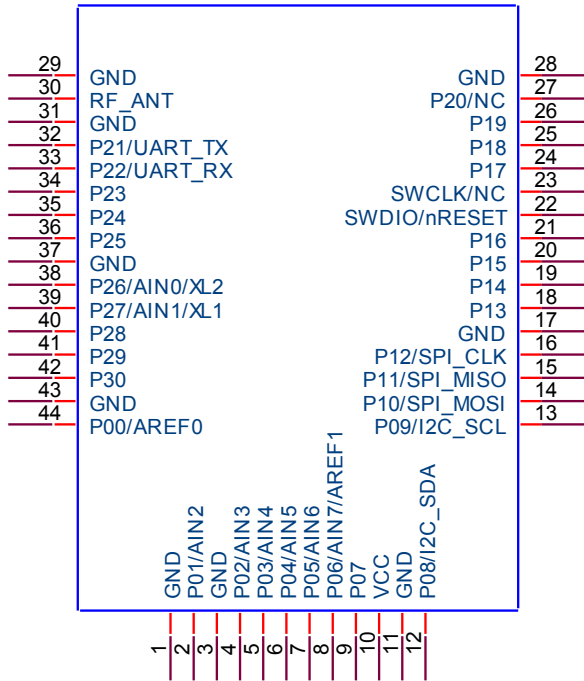 29 GND
30 RF_ANT
31 GND
32 P21/UART_TX
33 P22/UART_RX
34 P23
35 P24
36 P25
37 GND
38 P26/AIN0/XL2
39 P27/AIN1/XL1
40 P28
41 P29
42 P30
43 GND
44 P00/AREF0
GND 28
P20/NC 27
P19 26
P18 25
P17 24
SWCLK/NC 23
SWDIO/nRESET 22
P16 21
P15 20
P14 19
P13 18
GND 17
P12/SPI_CLK 16
P11/SPI_MISO 15
P10/SPI_MOSI 14
P09/I2C_SCL 13
1 GND
2 P01/AIN2
3 GND
4 P02/AIN3
5 P03/AIN4
6 P04/AIN5
7 P05/AIN6
8 P06/AIN7/AREF1
9 P07
10 VCC
11 GND
12 P08/I2C_SDA